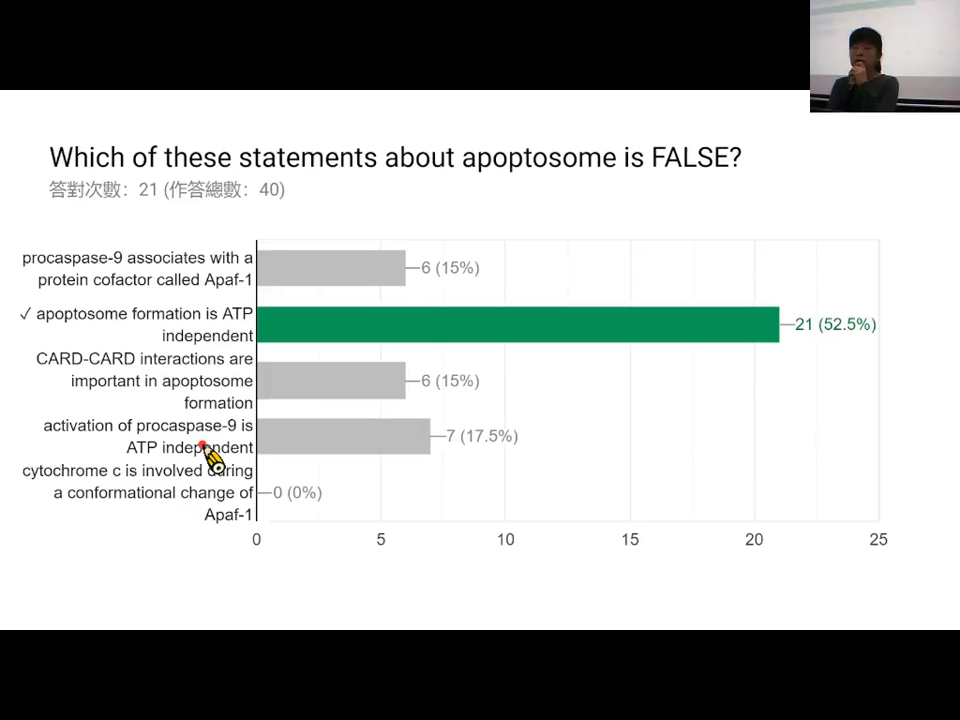 Which of these statements about apoptosome is FALSE?
答對次數：21 (作答總數：40)
procaspase-9 associates with a
protein cofactor called Apaf-1
6 (15%)
✓ apoptosome formation is ATP
independent
21 (52.5%)
CARD-CARD interactions are
important in apoptosome
formation
6 (15%)
activation of procaspase-9 is
ATP independent
7 (17.5%)
cytochrome c is involved during
a conformational change of
Apaf-1
0 (0%)
0 5 10 15 20 25